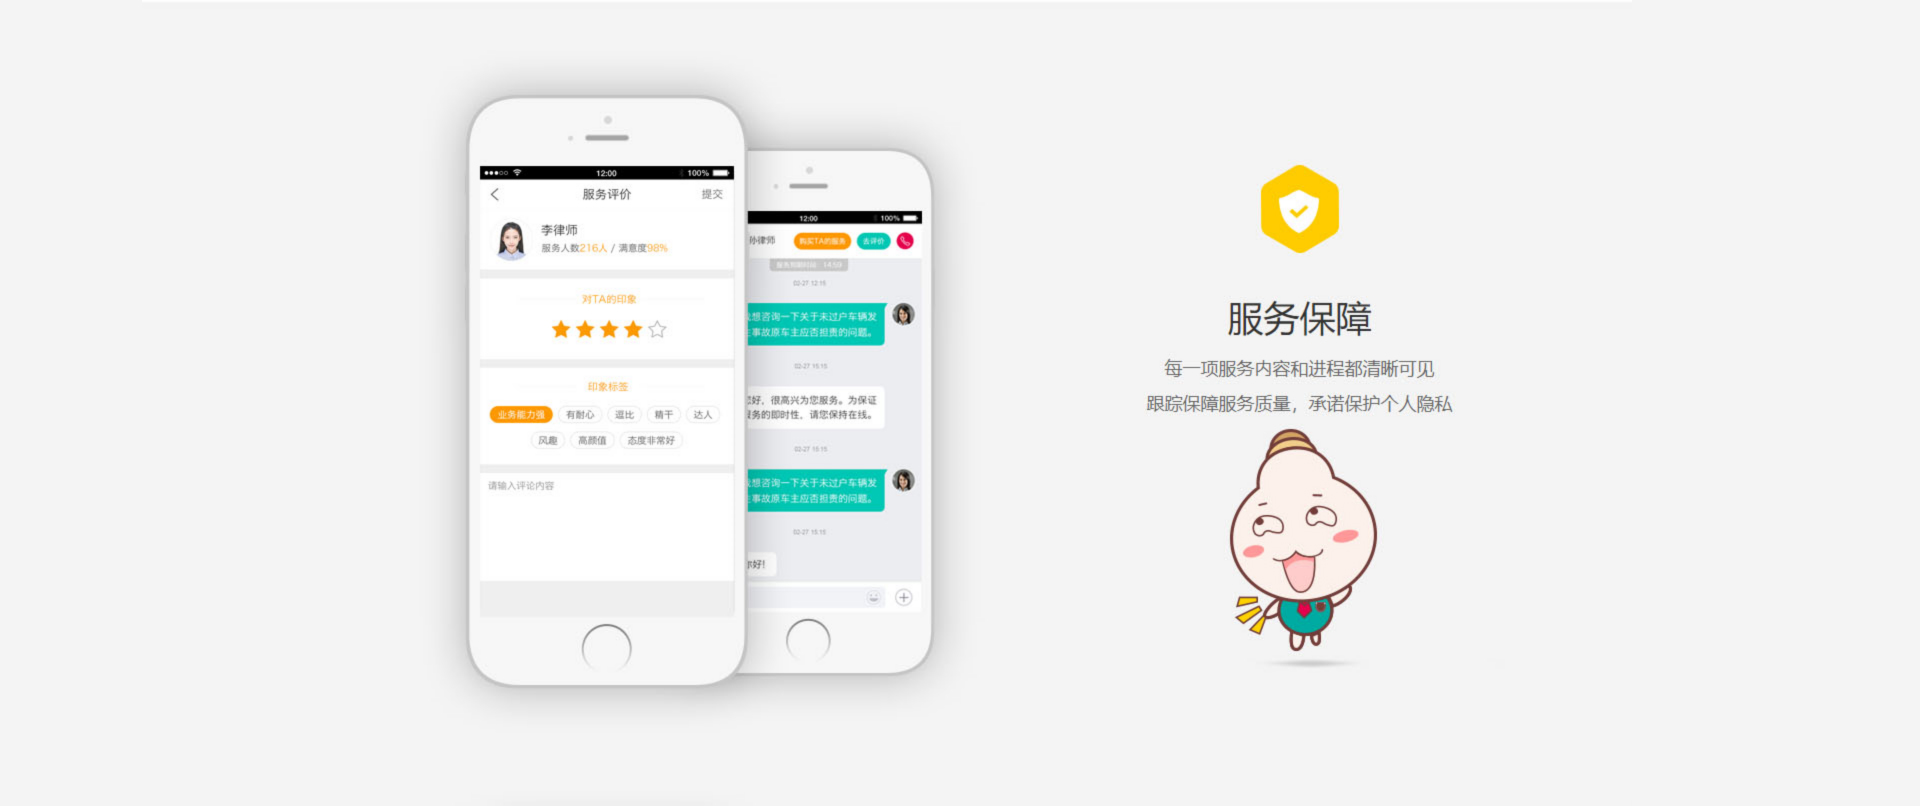 12:00
100%
服务评价
提交
李律师
服务人数216人 / 满意度98%
对TA的印象
印象标签
业务能力强
有耐心
逗比
精干
达人
风趣
高颜值
态度非常好
请输入评论内容
12:00
100%
孙律师
购买TA的服务
去评价
服务到期时间：14:59
02-27 12:15
想咨询一下关于未过户车辆发
事故原车主应否担责的问题。
02-27 15:15
好，很高兴为您服务。为保证
务的即时性，请您保持在线。
02-27 15:15
想咨询一下关于未过户车辆发
事故原车主应否担责的问题。
02-27 15:15
你好！
服务保障
每一项服务内容和进程都清晰可见
跟踪保障服务质量，承诺保护个人隐私